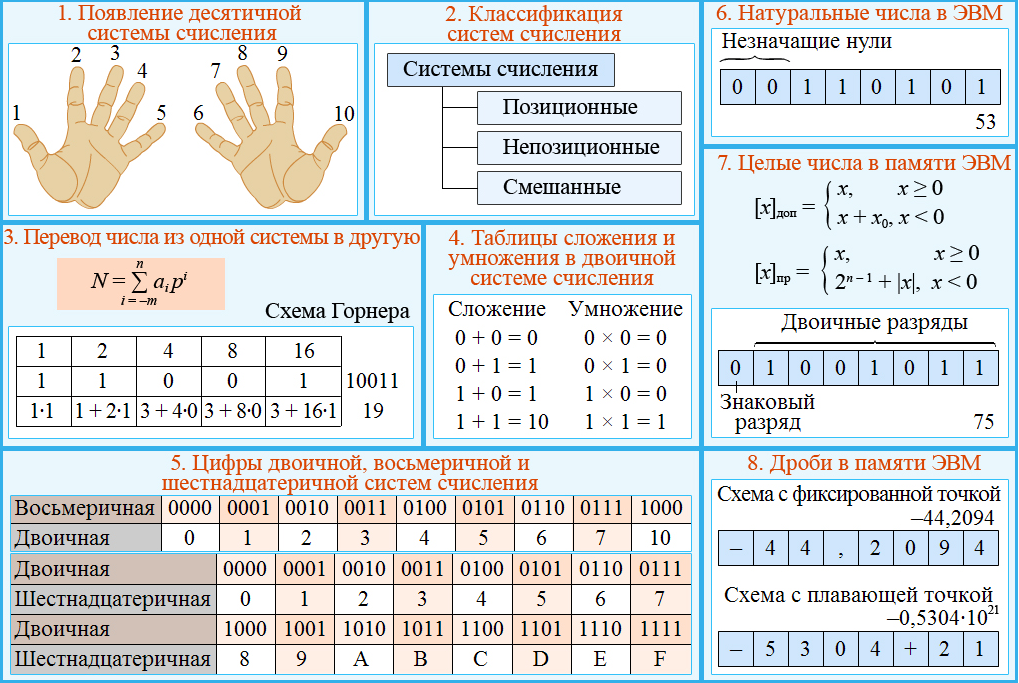 1. Появление десятичной
системы счисления
1 2 3 4 5 6 7 8 9 10
2. Классификация
систем счисления
Системы счисления
Позиционные
Непозиционные
Смешанные
3. Перевод числа из одной системы в другую
N = ∑ aᵢpⁱ
n
i = –m
Схема Горнера
1 2 4 8 16
1 1 0 0 1 10011
1·1 1 + 2·1 3 + 4·0 3 + 8·0 3 + 16·1 19
4. Таблицы сложения и
умножения в двоичной
системе счисления
Сложение Умножение
0 + 0 = 0 0 × 0 = 0
0 + 1 = 1 0 × 1 = 0
1 + 0 = 1 1 × 0 = 0
1 + 1 = 10 1 × 1 = 1
5. Цифры двоичной, восьмеричной и
шестнадцатеричной систем счисления
Восьмеричная 0000 0001 0010 0011 0100 0101 0110 0111 1000
Двоичная 0 1 2 3 4 5 6 7 10
Двоичная 0000 0001 0010 0011 0100 0101 0110 0111
Шестнадцатеричная 0 1 2 3 4 5 6 7
Двоичная 1000 1001 1010 1011 1100 1101 1110 1111
Шестнадцатеричная 8 9 A B C D E F
6. Натуральные числа в ЭВМ
Незначащие нули
0 0 1 1 0 1 0 1
53
7. Целые числа в памяти ЭВМ
[x]доп = { x, x ≥ 0
x + x₀, x < 0
[x]пр = { x, x ≥ 0
2ⁿ⁻¹ + |x|, x < 0
Двоичные разряды
0 1 0 0 1 0 1 1
Знаковый
разряд 75
8. Дроби в памяти ЭВМ
Схема с фиксированной точкой
–44,2094
– 4 4 , 2 0 9 4
Схема с плавающей точкой
–0,5304·10²¹
– 5 3 0 4 + 2 1